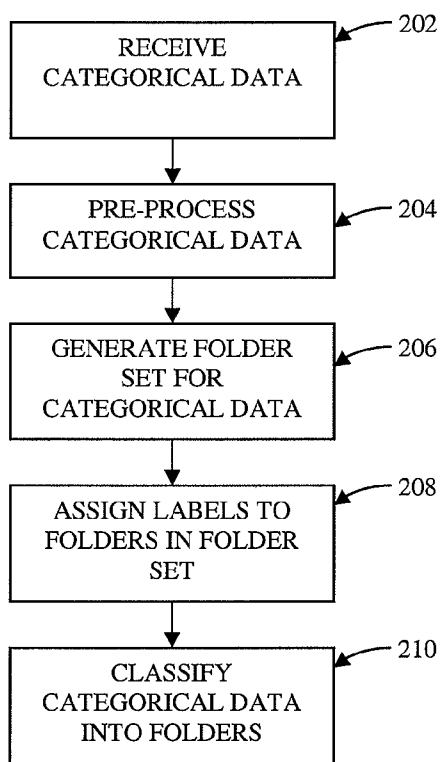 RECEIVE
CATEGORICAL DATA
202
PRE-PROCESS
CATEGORICAL DATA
204
GENERATE FOLDER
SET FOR
CATEGORICAL DATA
206
ASSIGN LABELS TO
FOLDERS IN FOLDER
SET
208
CLASSIFY
CATEGORICAL DATA
INTO FOLDERS
210